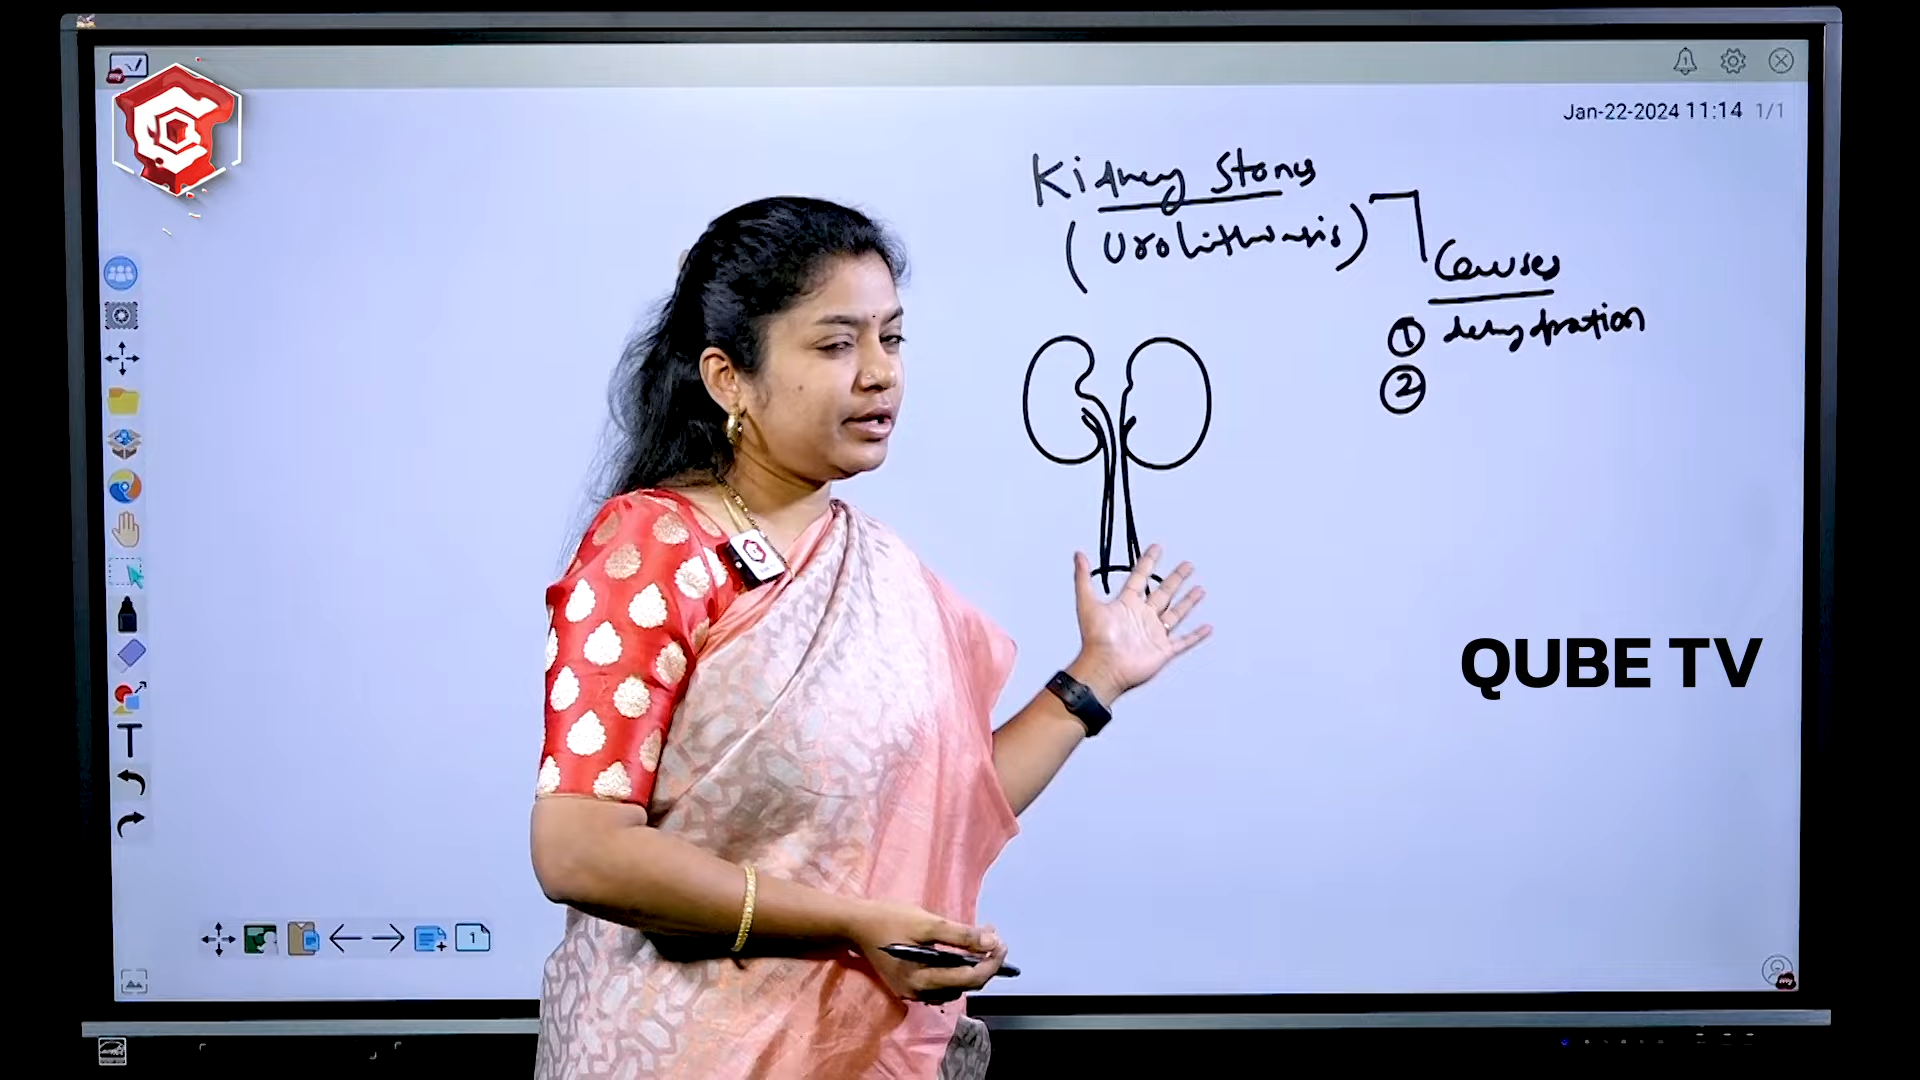 Jan-22-2024 11:14 1/1
Kidney Stones
(Urolithiasis)
Causes
① dehydration
②
QUBE TV
T
1